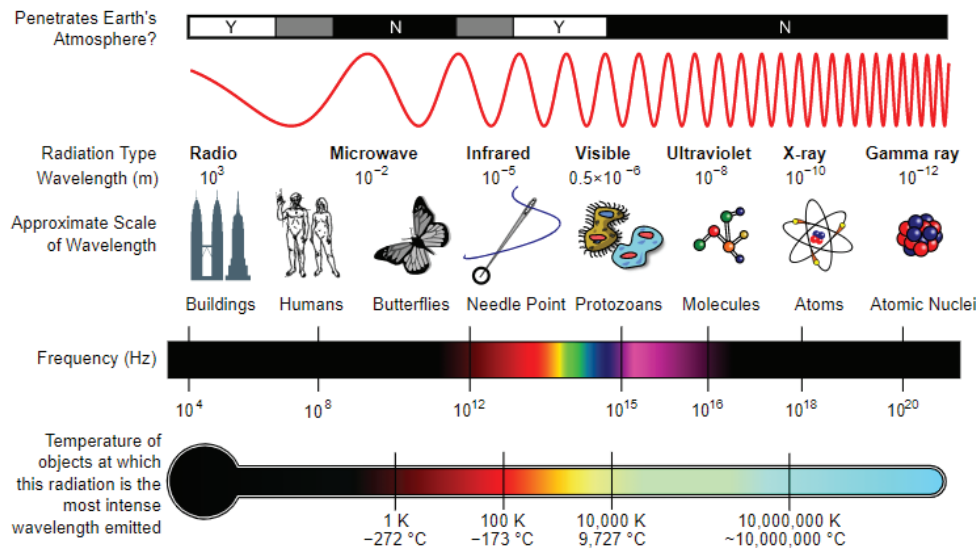 Penetrates Earth's
Atmosphere?
Y N Y N
Radiation Type
Wavelength (m)
Radio Microwave Infrared Visible Ultraviolet X-ray Gamma ray
10³ 10⁻² 10⁻⁵ 0.5×10⁻⁶ 10⁻⁸ 10⁻¹⁰ 10⁻¹²
Approximate Scale
of Wavelength
Buildings Humans Butterflies Needle Point Protozoans Molecules Atoms Atomic Nuclei
Frequency (Hz)
10⁴ 10⁸ 10¹² 10¹⁵ 10¹⁶ 10¹⁸ 10²⁰
Temperature of
objects at which
this radiation is the
most intense
wavelength emitted
1 K 100 K 10,000 K 10,000,000 K
−272 °C −173 °C 9,727 °C ~10,000,000 °C